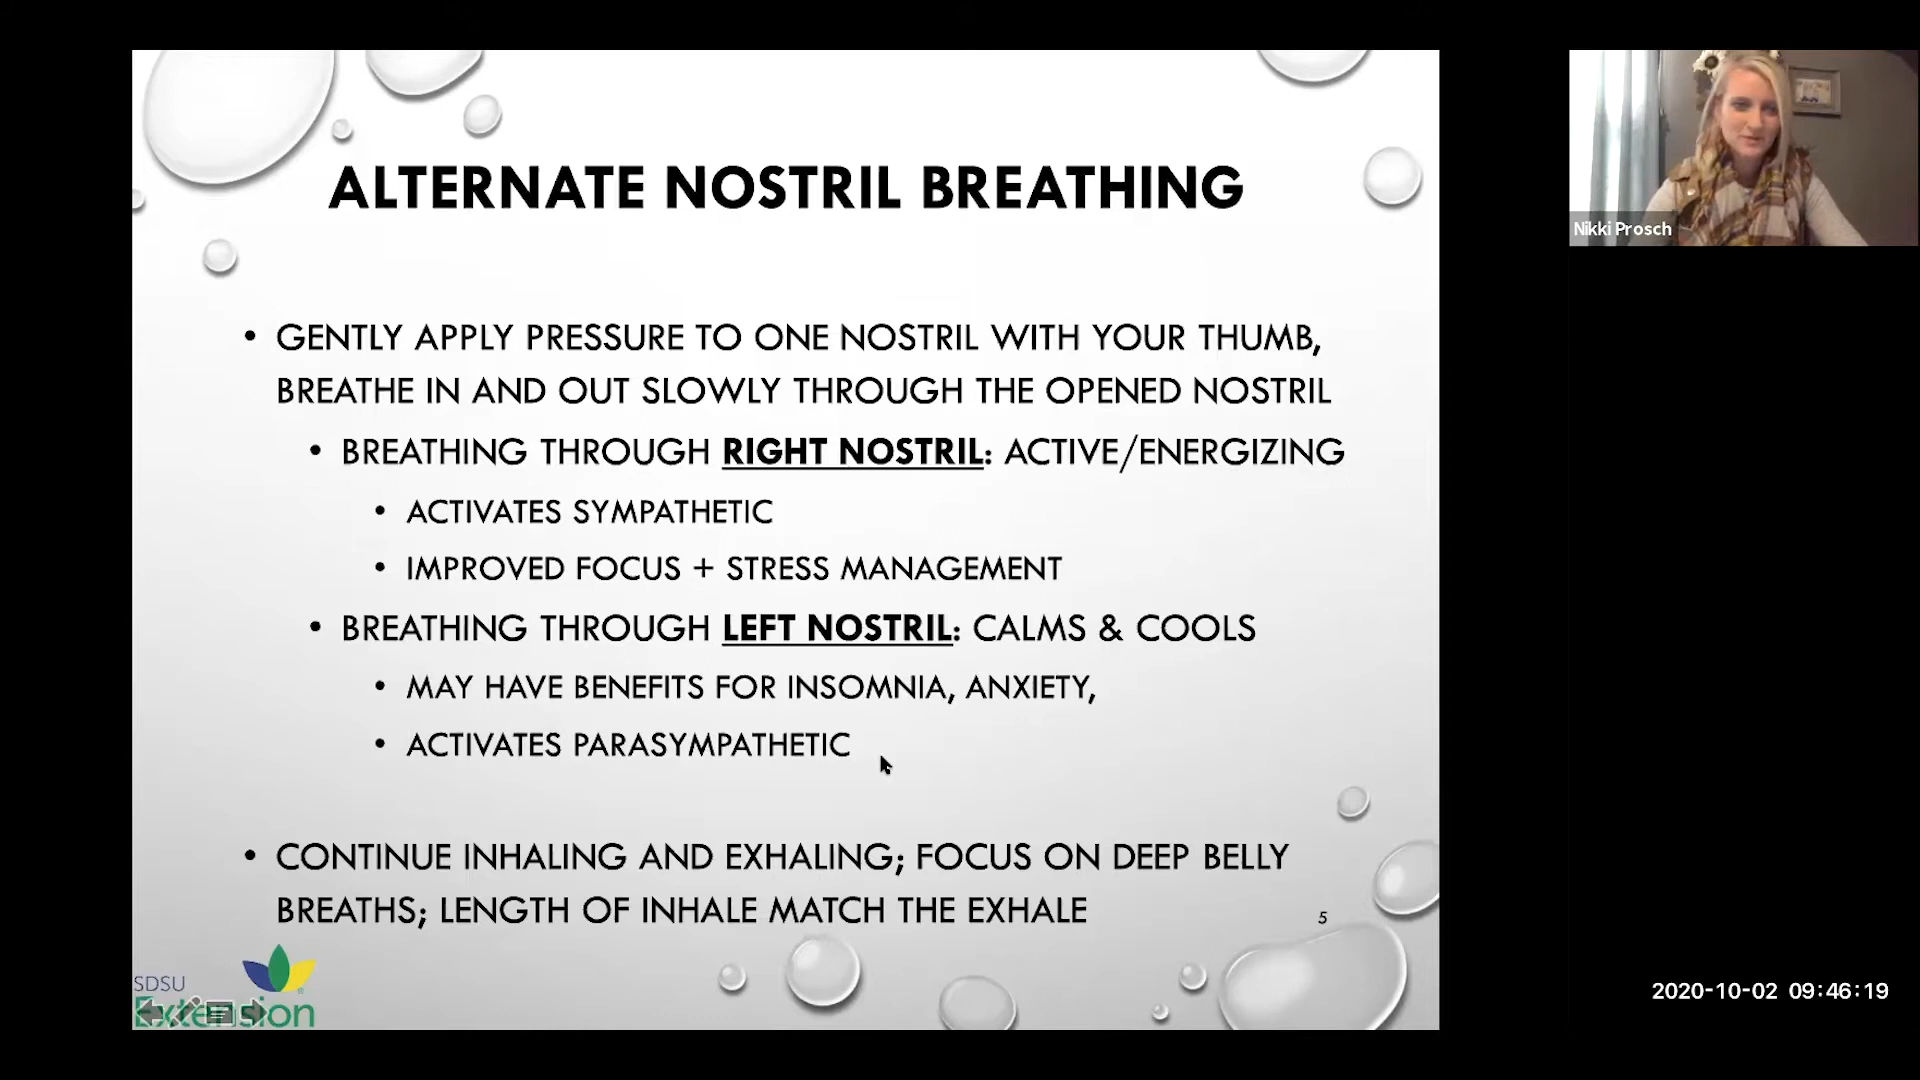 ALTERNATE NOSTRIL BREATHING
• GENTLY APPLY PRESSURE TO ONE NOSTRIL WITH YOUR THUMB,
BREATHE IN AND OUT SLOWLY THROUGH THE OPENED NOSTRIL
• BREATHING THROUGH RIGHT NOSTRIL: ACTIVE/ENERGIZING
• ACTIVATES SYMPATHETIC
• IMPROVED FOCUS + STRESS MANAGEMENT
• BREATHING THROUGH LEFT NOSTRIL: CALMS & COOLS
• MAY HAVE BENEFITS FOR INSOMNIA, ANXIETY,
• ACTIVATES PARASYMPATHETIC
• CONTINUE INHALING AND EXHALING; FOCUS ON DEEP BELLY
BREATHS; LENGTH OF INHALE MATCH THE EXHALE
5
SDSU
Extension
Nikki Prosch
2020-10-02 09:46:19